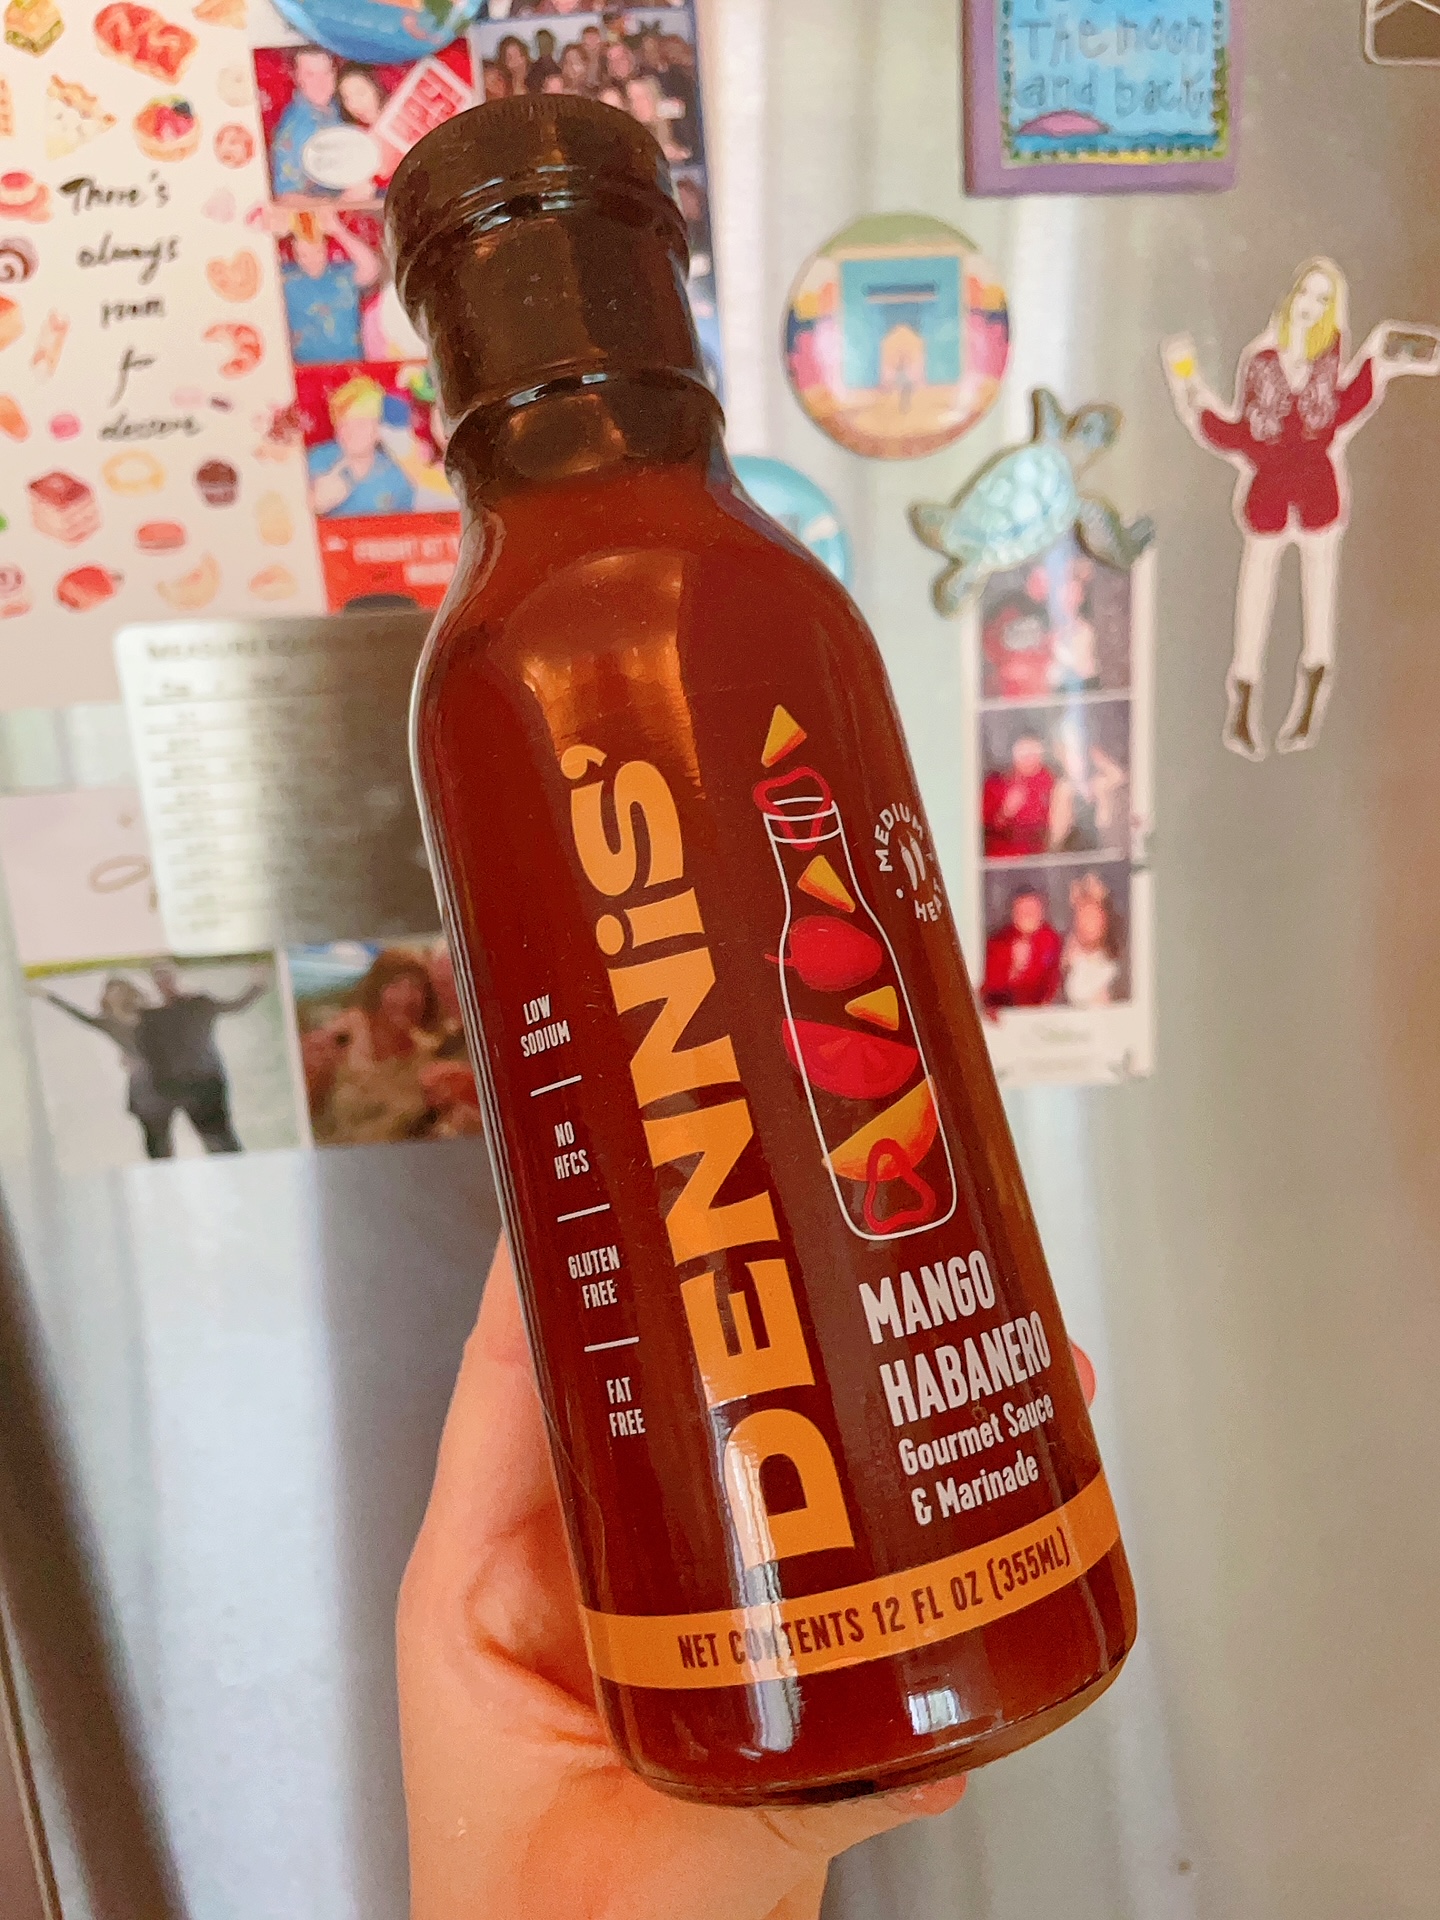 The moon
and back
There's
always
room
for
dessert
DENNiS'
MEDIUM
LOW
SODIUM
NO
HFCS
GLUTEN
FREE
FAT
FREE
MANGO
HABANERO
Gourmet Sauce
& Marinade
NET CONTENTS 12 FL OZ (355ML)